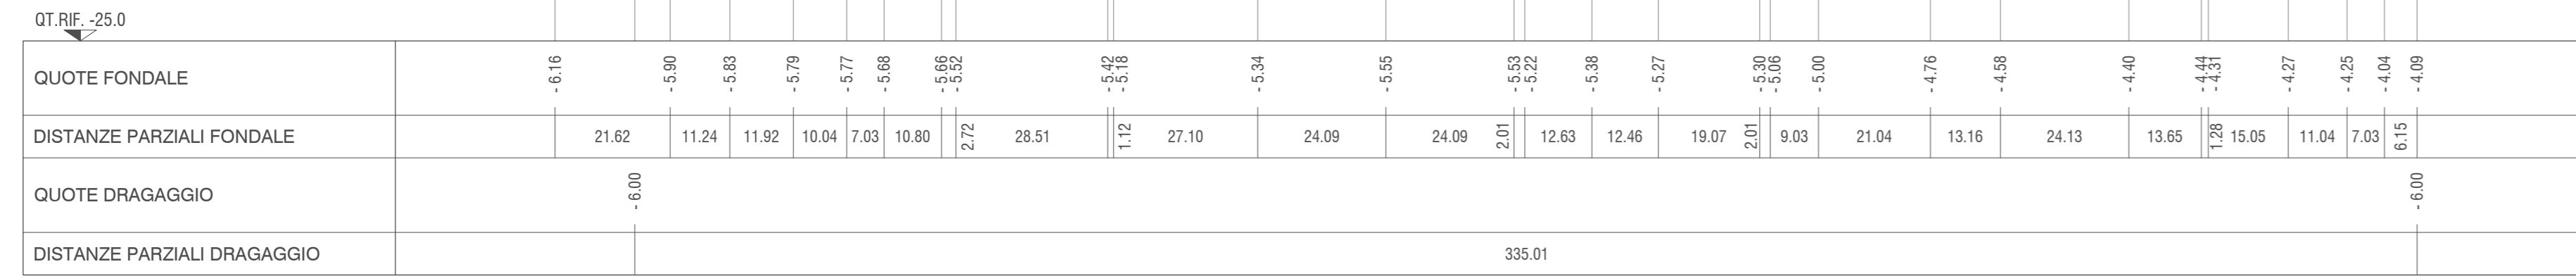 QT.RIF. -25.0
QUOTE FONDALE - 6.16 - 5.90 - 5.83 - 5.79 - 5.77 - 5.68 - 5.66 - 5.52 - 5.42 - 5.18 - 5.34 - 5.55 - 5.53 - 5.22 - 5.38 - 5.27 - 5.30 - 5.06 - 5.00 - 4.76 - 4.58 - 4.40 - 4.44 - 4.31 - 4.27 - 4.25 - 4.04 - 4.09
DISTANZE PARZIALI FONDALE 21.62 11.24 11.92 10.04 7.03 10.80 2.72 28.51 1.12 27.10 24.09 24.09 2.01 12.63 12.46 19.07 2.01 9.03 21.04 13.16 24.13 13.65 1.28 15.05 11.04 7.03 6.15
QUOTE DRAGAGGIO - 6.00 - 6.00
DISTANZE PARZIALI DRAGAGGIO 335.01